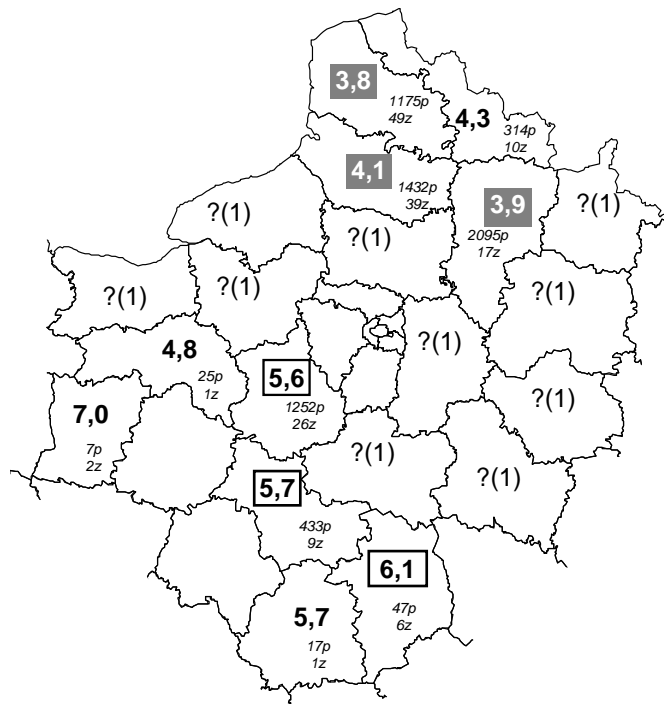 3,8
1175p
49z
4,3
314p
10z
4,1
1432p
39z
3,9
2095p
17z
?(1)
?(1)
?(1)
?(1)
?(1)
?(1)
4,8
25p
1z
5,6
1252p
26z
?(1)
?(1)
7,0
7p
2z
5,7
433p
9z
?(1)
?(1)
6,1
47p
6z
5,7
17p
1z